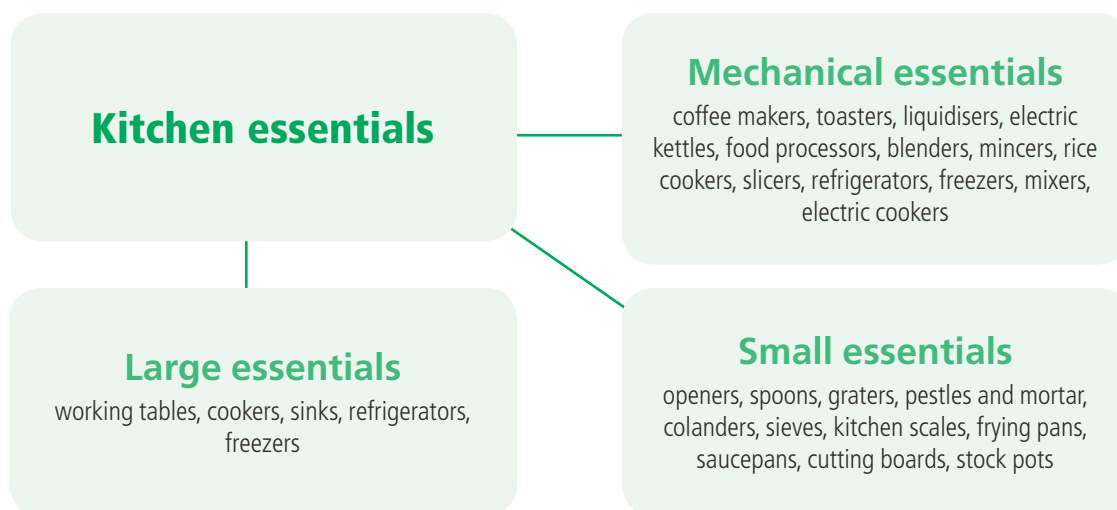 Kitchen essentials
Mechanical essentials
coffee makers, toasters, liquidisers, electric
kettles, food processors, blenders, mincers, rice
cookers, slicers, refrigerators, freezers, mixers,
electric cookers
Large essentials
working tables, cookers, sinks, refrigerators,
freezers
Small essentials
openers, spoons, graters, pestles and mortar,
colanders, sieves, kitchen scales, frying pans,
saucepans, cutting boards, stock pots